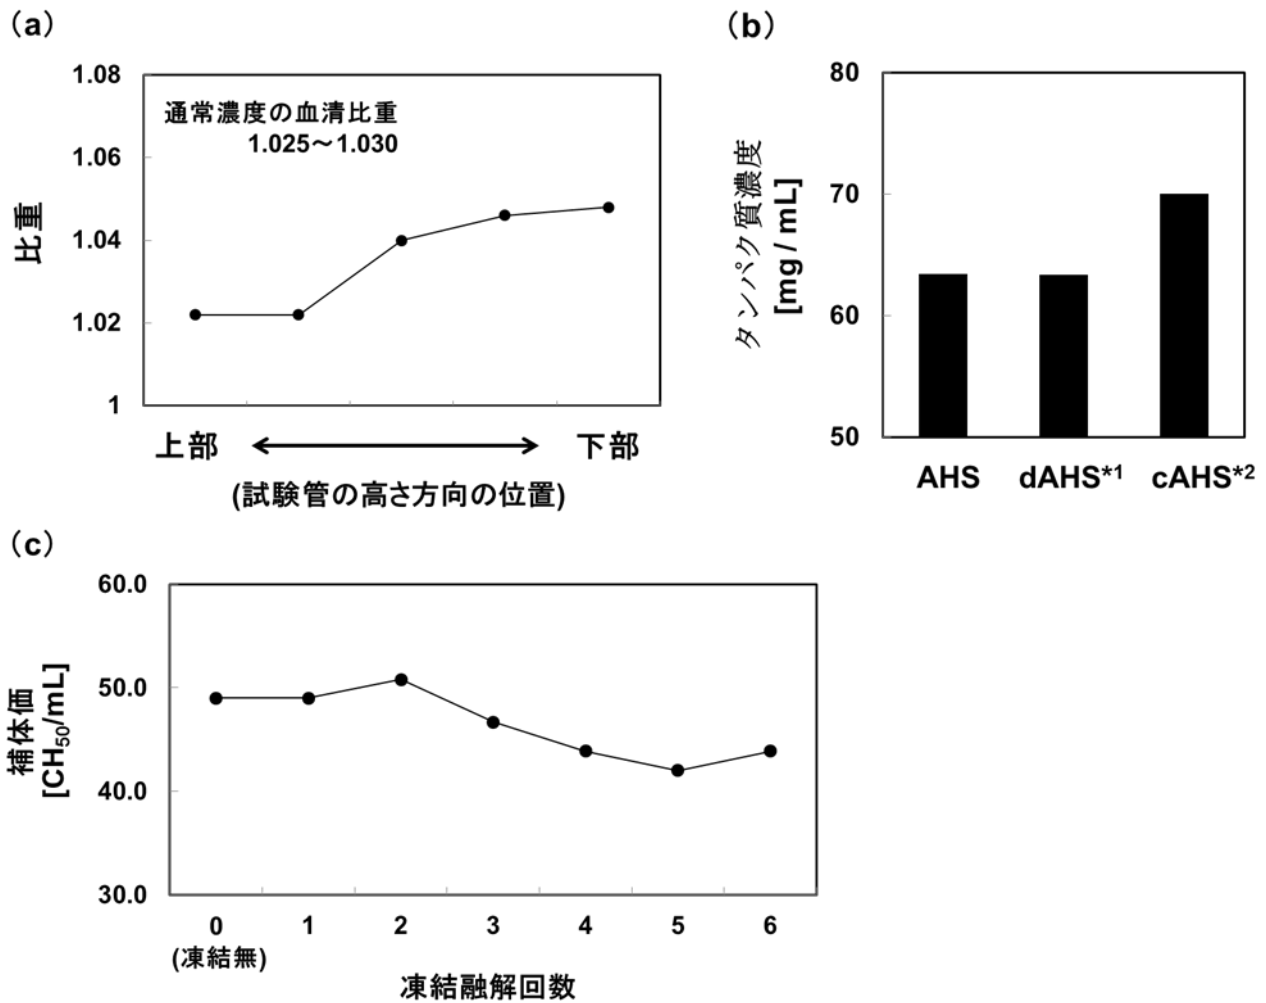 (a)
1.08
1.06
1.04
1.02
1
比重
通常濃度の血清比重
1.025～1.030
上部
下部
(試験管の高さ方向の位置)
(b)
80
70
60
50
タンパク質濃度
[mg / mL]
AHS
dAHS*1
cAHS*2
(c)
60.0
50.0
40.0
30.0
補体価
[CH50/mL]
0
1
2
3
4
5
6
(凍結無)
凍結融解回数